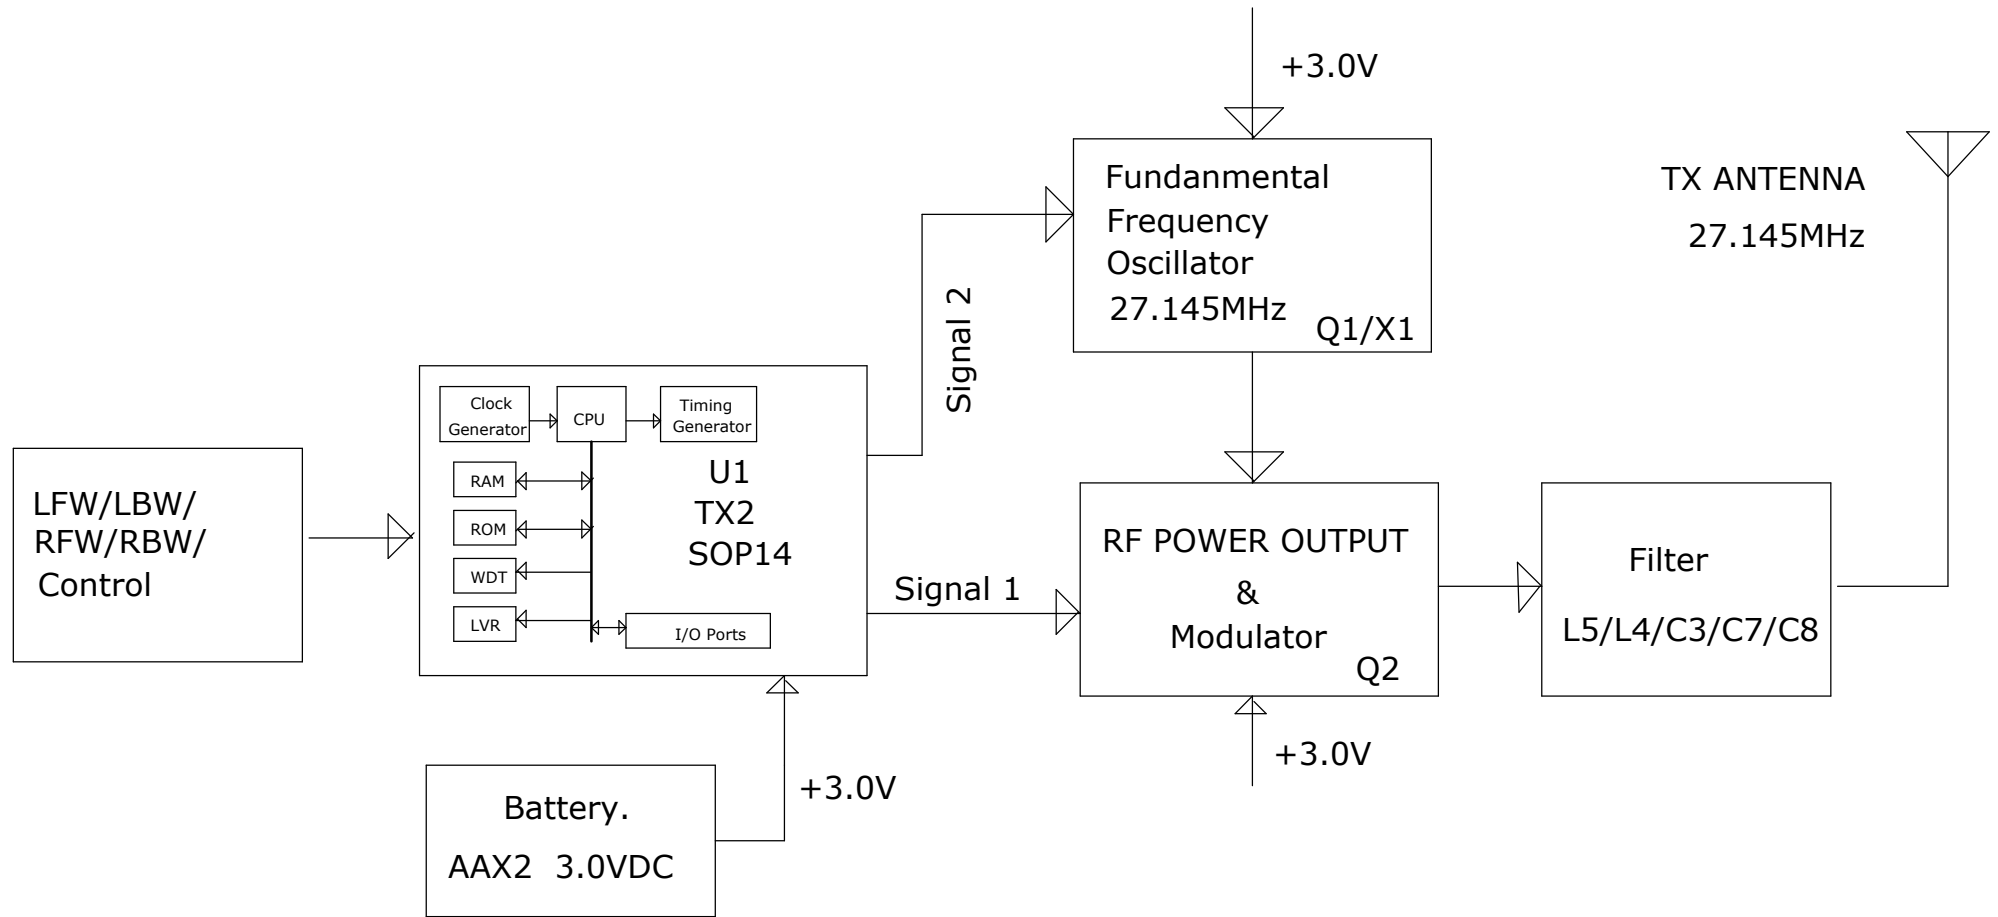 +3.0V
Fundanmental
Frequency
Oscillator
27.145MHz
Q1/X1
TX ANTENNA
27.145MHz
Signal 2
Clock
Generator
CPU
Timing
Generator
RAM
ROM
WDT
LVR
I/O Ports
U1
TX2
SOP14
LFW/LBW/
RFW/RBW/
Control
Signal 1
RF POWER OUTPUT
&
Modulator
Q2
Filter
L5/L4/C3/C7/C8
+3.0V
+3.0V
Battery.
AAX2 3.0VDC